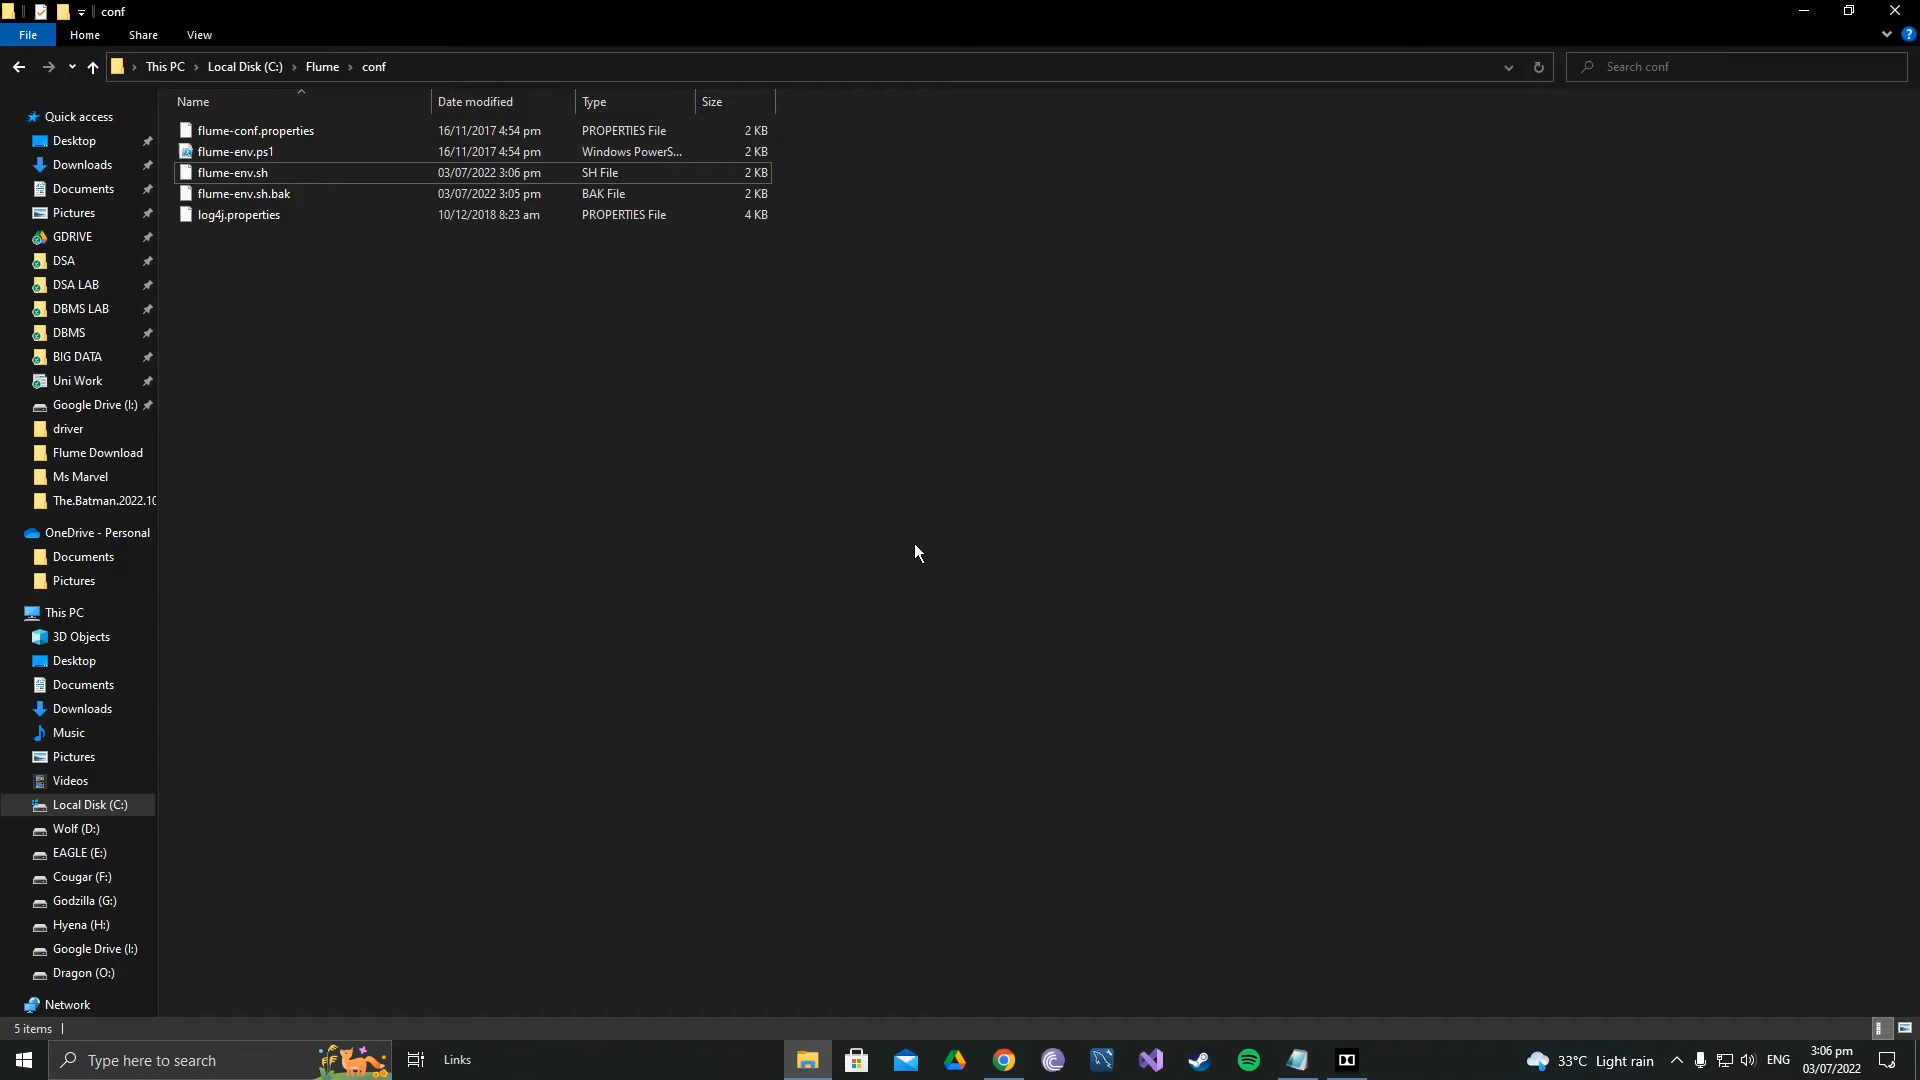 conf
File Home Share View
This PC Local Disk (C:) Flume conf
Search conf
Name Date modified Type Size
flume-conf.properties 16/11/2017 4:54 pm PROPERTIES File 2 KB
flume-env.ps1 16/11/2017 4:54 pm Windows PowerS... 2 KB
flume-env.sh 03/07/2022 3:06 pm SH File 2 KB
flume-env.sh.bak 03/07/2022 3:05 pm BAK File 2 KB
log4j.properties 10/12/2018 8:23 am PROPERTIES File 4 KB
Quick access
Desktop
Downloads
Documents
Pictures
GDRIVE
DSA
DSA LAB
DBMS LAB
DBMS
BIG DATA
Uni Work
Google Drive (I:)
driver
Flume Download
Ms Marvel
The.Batman.2022.10
OneDrive - Personal
Documents
Pictures
This PC
3D Objects
Desktop
Documents
Downloads
Music
Pictures
Videos
Local Disk (C:)
Wolf (D:)
EAGLE (E:)
Cougar (F:)
Godzilla (G:)
Hyena (H:)
Google Drive (I:)
Dragon (O:)
Network
5 items
Type here to search
Links
33°C Light rain
ENG
3:06 pm
03/07/2022